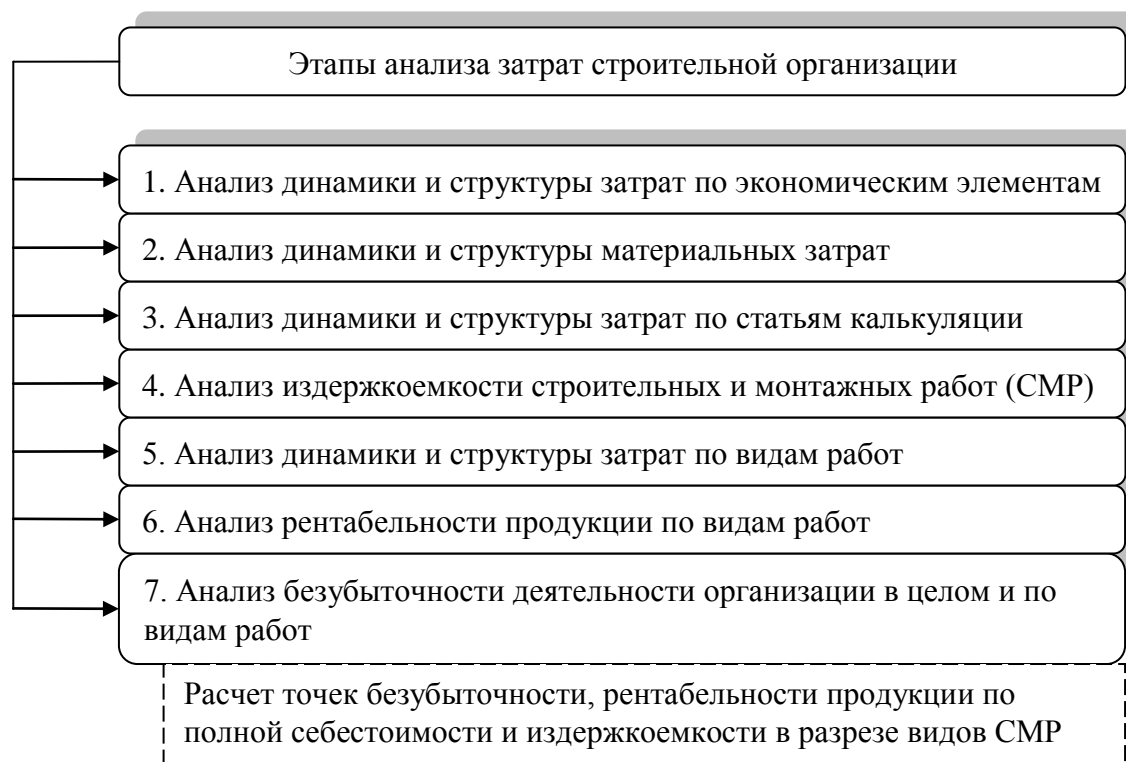 Этапы анализа затрат строительной организации
1. Анализ динамики и структуры затрат по экономическим элементам
2. Анализ динамики и структуры материальных затрат
3. Анализ динамики и структуры затрат по статьям калькуляции
4. Анализ издержкоемкости строительных и монтажных работ (СМР)
5. Анализ динамики и структуры затрат по видам работ
6. Анализ рентабельности продукции по видам работ
7. Анализ безубыточности деятельности организации в целом и по
видам работ
Расчет точек безубыточности, рентабельности продукции по
полной себестоимости и издержкоемкости в разрезе видов СМР